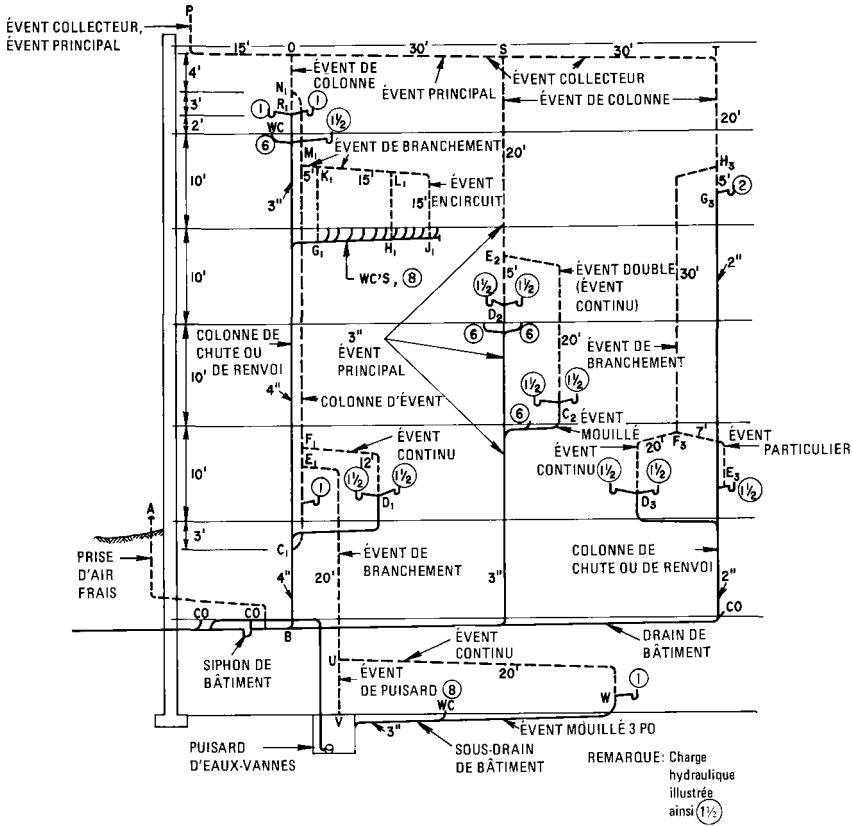 P
ÉVENT COLLECTEUR,
ÉVENT PRINCIPAL
15'
O
30'
S
30'
T
4'
ÉVENT DE
COLONNE
ÉVENT COLLECTEUR
N1
ÉVENT PRINCIPAL
ÉVENT DE COLONNE
3'
R
1
1
2'
WC
1½
6
20'
M1
ÉVENT DE BRANCHEMENT
20'
H3
5'
K1
15'
L1
ÉVENT
EN CIRCUIT
15'
15'
2
10'
3"
G3
G1
H1
J1
WC'S, 8
E2
15'
ÉVENT DOUBLE
(ÉVENT
CONTINU)
30'
2"
10'
1½
1½
D2
6
6
COLONNE DE
CHUTE OU
DE RENVOI
3"
ÉVENT
PRINCIPAL
20'
ÉVENT DE
BRANCHEMENT
10'
4"
COLONNE D'ÉVENT
1½
1½
6
C2
ÉVENT
MOUILLÉ
F1
ÉVENT
CONTINU
ÉVENT
CONTINU
20'
F3
7'
ÉVENT
PARTICULIER
E1
12'
10'
1
1½
1½
D1
1½
1½
D3
E3
1½
A
3'
C1
PRISE
D'AIR
FRAIS
4"
20'
ÉVENT DE
BRANCHEMENT
3"
COLONNE DE
CHUTE OU DE RENVOI
2"
CO
CO
B
CO
SIPHON DE
BÂTIMENT
ÉVENT
CONTINU
DRAIN DE
BÂTIMENT
U
20'
ÉVENT
DE PUISARD
8
WC
1
W
V
3"
ÉVENT MOUILLÉ 3 PO
PUISARD
D'EAUX-VANNES
SOUS-DRAIN
DE BÂTIMENT
REMARQUE: Charge
hydraulique
illustrée
ainsi 1½